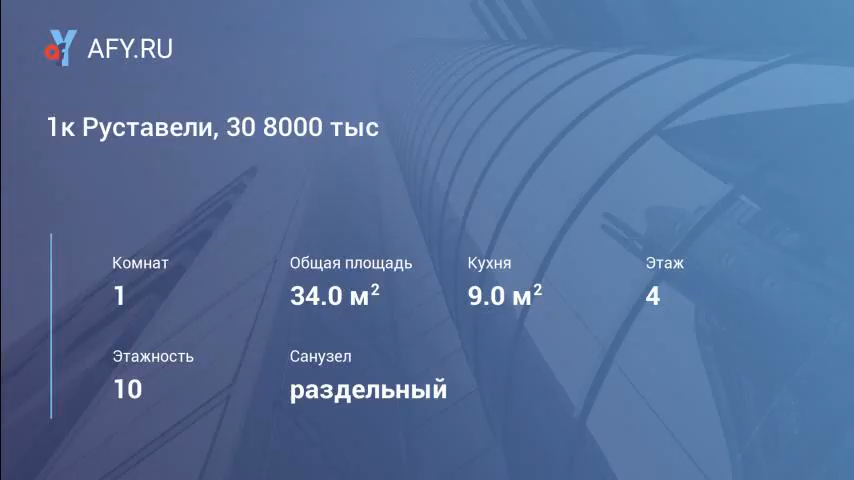 AFY.RU
1к Руставели, 30 8000 тыс
Комнат
1
Общая площадь
34.0 м²
Кухня
9.0 м²
Этаж
4
Этажность
10
Санузел
раздельный